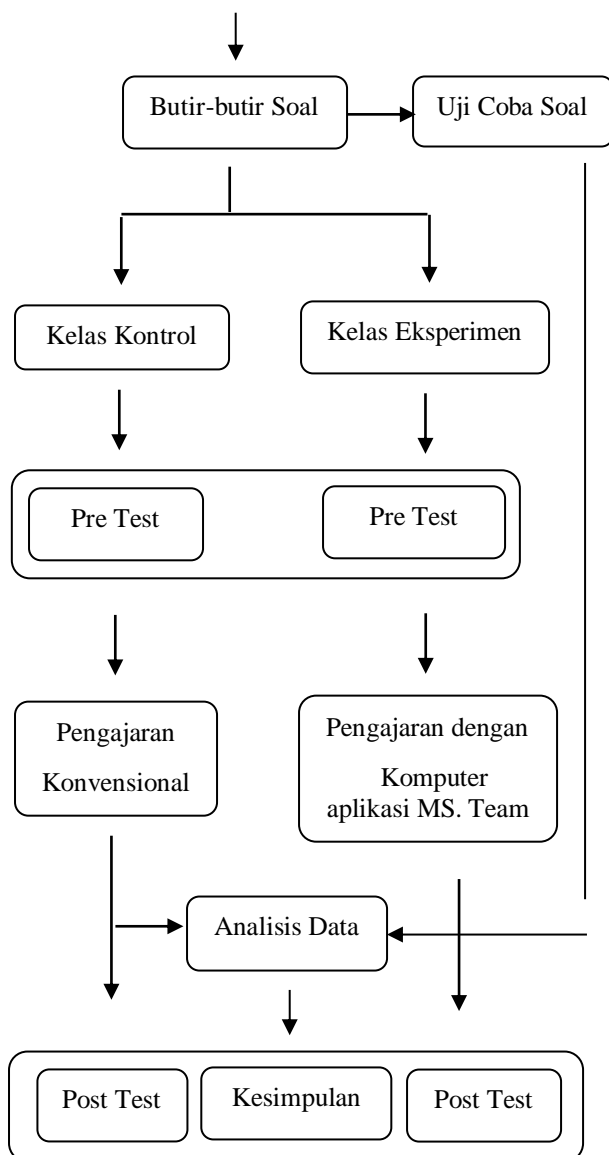 Butir-butir Soal
Uji Coba Soal
Kelas Kontrol
Kelas Eksperimen
Pre Test
Pre Test
Pengajaran
Konvensional
Pengajaran dengan
Komputer
aplikasi MS. Team
Analisis Data
Post Test
Kesimpulan
Post Test